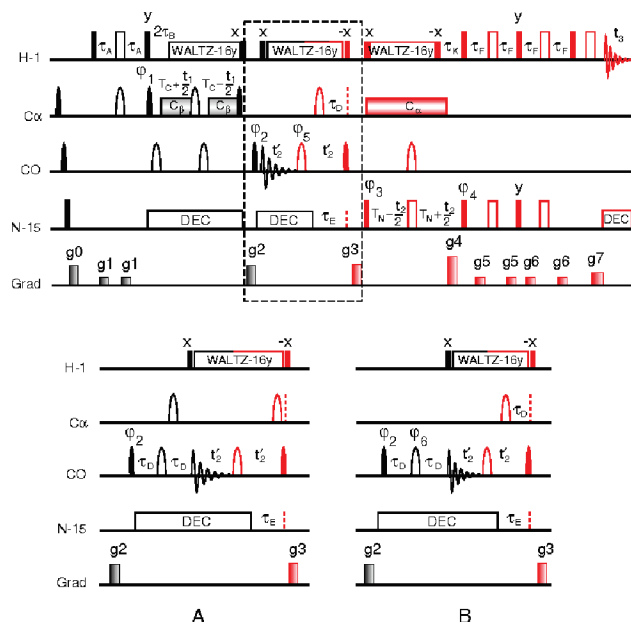 y y
τA τA 2τB x x -x x -x τK τF τF τF τF t3
H-1 WALTZ-16y WALTZ-16y WALTZ-16y
φ1 TC+t1/2 TC-t1/2
Cα Cβ Cβ τD Cα
φ2 t'2 φ5 t'2
CO
φ3 TN-t2/2 TN+t2/2 φ4 y
N-15 DEC DEC τE DEC
g0 g1 g1 g2 g3 g4 g5 g5 g6 g6 g7
Grad
x -x
H-1 WALTZ-16y
Cα
φ2 τD τD t'2 t'2
CO
N-15 DEC τE
g2 g3
Grad
A
x -x
WALTZ-16y
τD
φ2 τD φ6 τD t'2 t'2
DEC τE
g2 g3
B